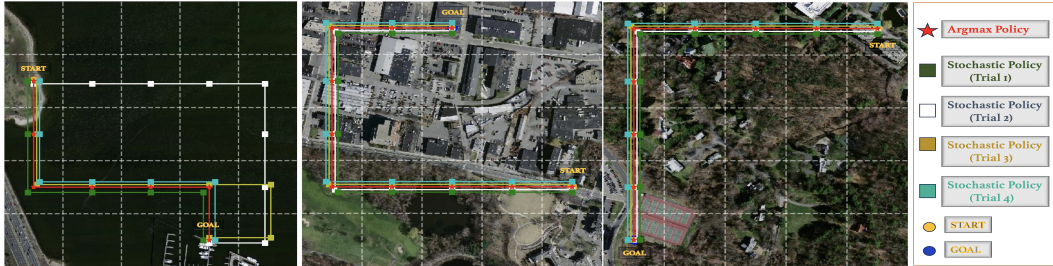 START
GOAL
GOAL
START
START
GOAL
Argmax Policy
Stochastic Policy
(Trial 1)
Stochastic Policy
(Trial 2)
Stochastic Policy
(Trial 3)
Stochastic Policy
(Trial 4)
START
GOAL